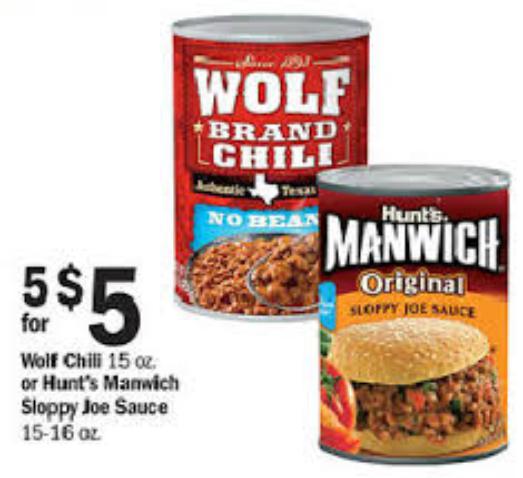 Since 1895
WOLF
BRAND
CHILI
Authentic Texas
NO BEAN
Hunt's
MANWICH
Original
SLOPPY JOE SAUCE
5 for $5
Wolf Chili 15 oz.
or Hunt's Manwich
Sloppy Joe Sauce
15-16 oz.